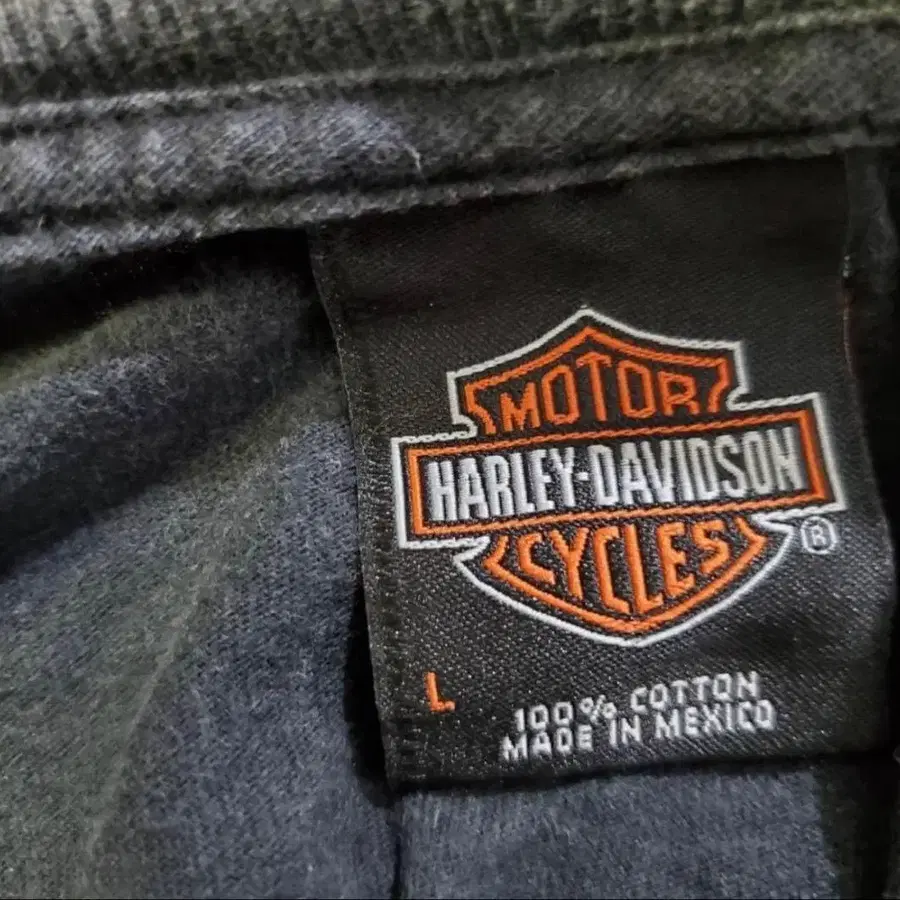 MOTOR
HARLEY-DAVIDSON
CYCLES
®
L
100% COTTON
MADE IN MEXICO